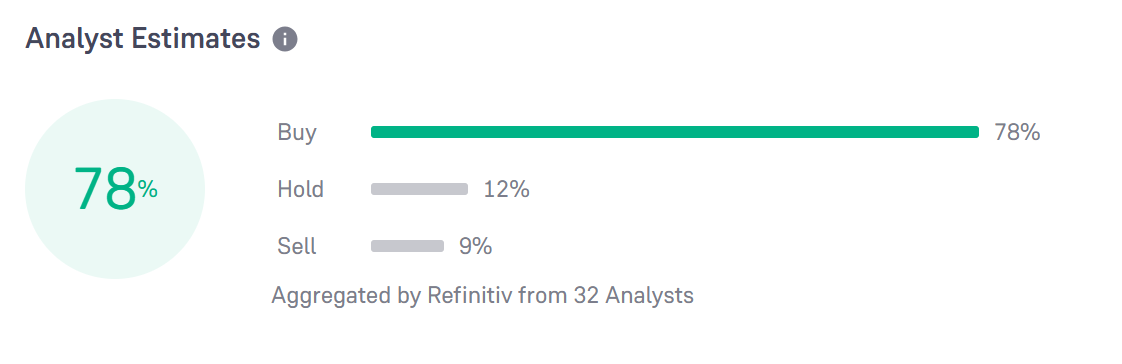 Analyst Estimates
78%
Buy 78%
Hold 12%
Sell 9%
Aggregated by Refinitiv from 32 Analysts